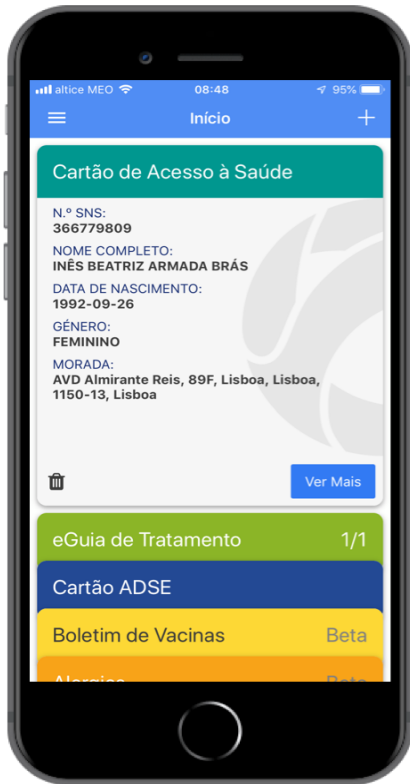 altice MEO 08:48 95%
Início +
Cartão de Acesso à Saúde
N.º SNS:
366779809
NOME COMPLETO:
INÊS BEATRIZ ARMADA BRÁS
DATA DE NASCIMENTO:
1992-09-26
GÉNERO:
FEMININO
MORADA:
AVD Almirante Reis, 89F, Lisboa, Lisboa,
1150-13, Lisboa
Ver Mais
eGuia de Tratamento 1/1
Cartão ADSE
Boletim de Vacinas Beta
Alergias Beta